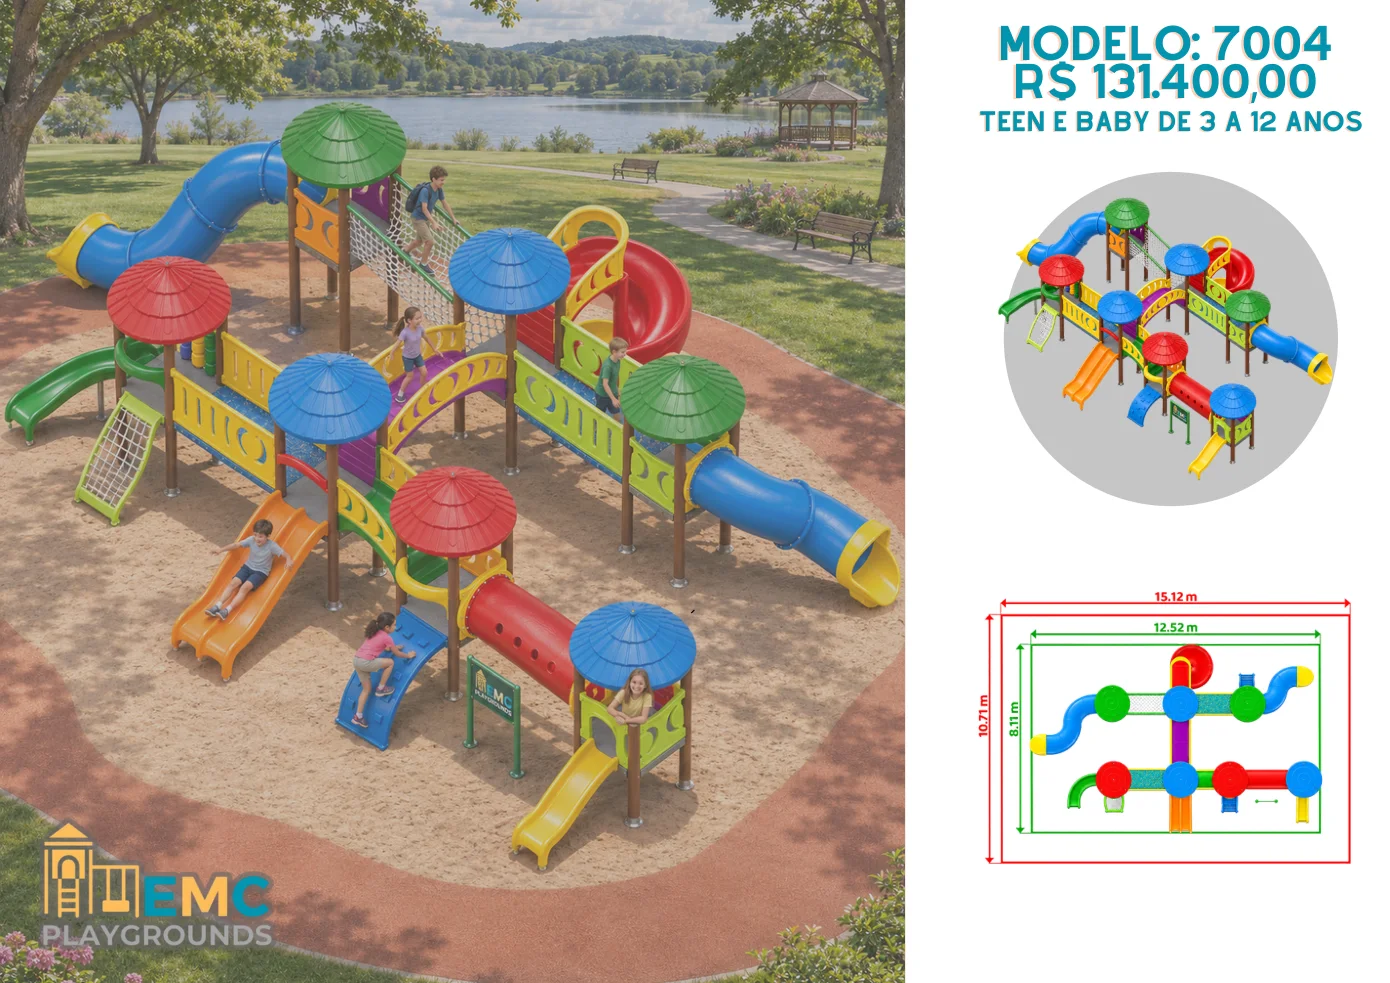 MODELO: 7004
R$ 131.400,00
TEEN E BABY DE 3 A 12 ANOS
EMC
PLAYGROUNDS
15.12 m
12.52 m
10.71 m
8.11 m
EMC
PLAYGROUNDS